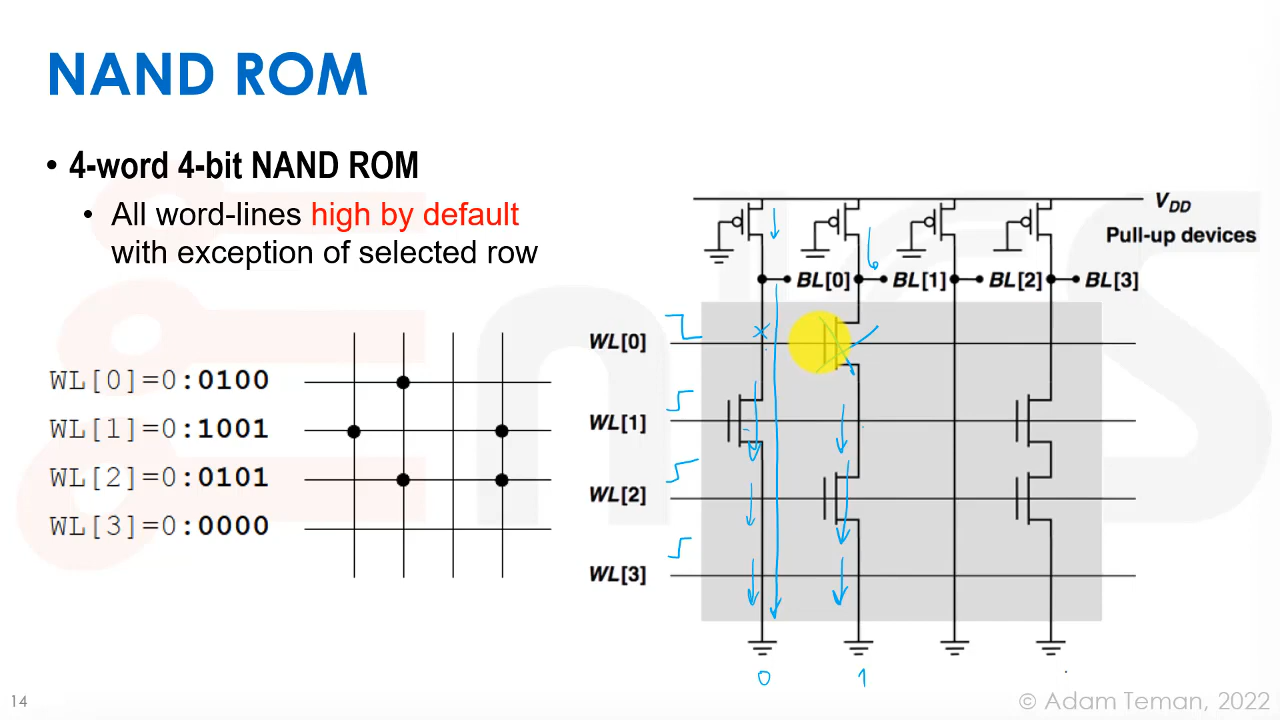 NAND ROM
• 4-word 4-bit NAND ROM
• All word-lines high by default
with exception of selected row
WL[0]=0:0100
WL[1]=0:1001
WL[2]=0:0101
WL[3]=0:0000
VDD
Pull-up devices
BL[0] BL[1] BL[2] BL[3]
WL[0]
WL[1]
WL[2]
WL[3]
0 1
14
© Adam Teman, 2022